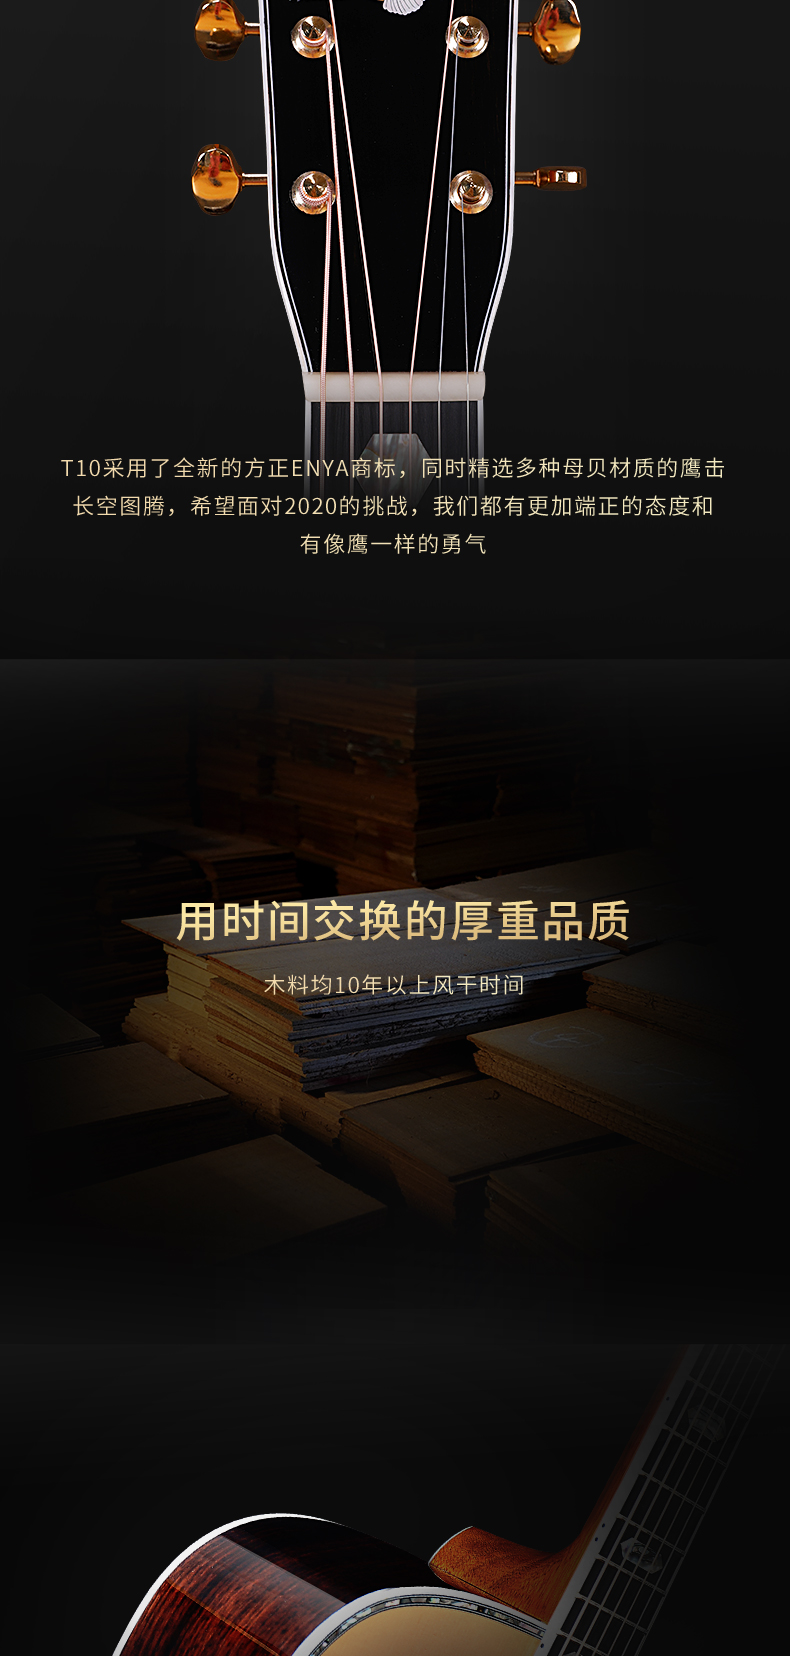 T10采用了全新的方正ENYA商标，同时精选多种母贝材质的鹰击
长空图腾，希望面对2020的挑战，我们都有更加端正的态度和
有像鹰一样的勇气
用时间交换的厚重品质
木料均10年以上风干时间